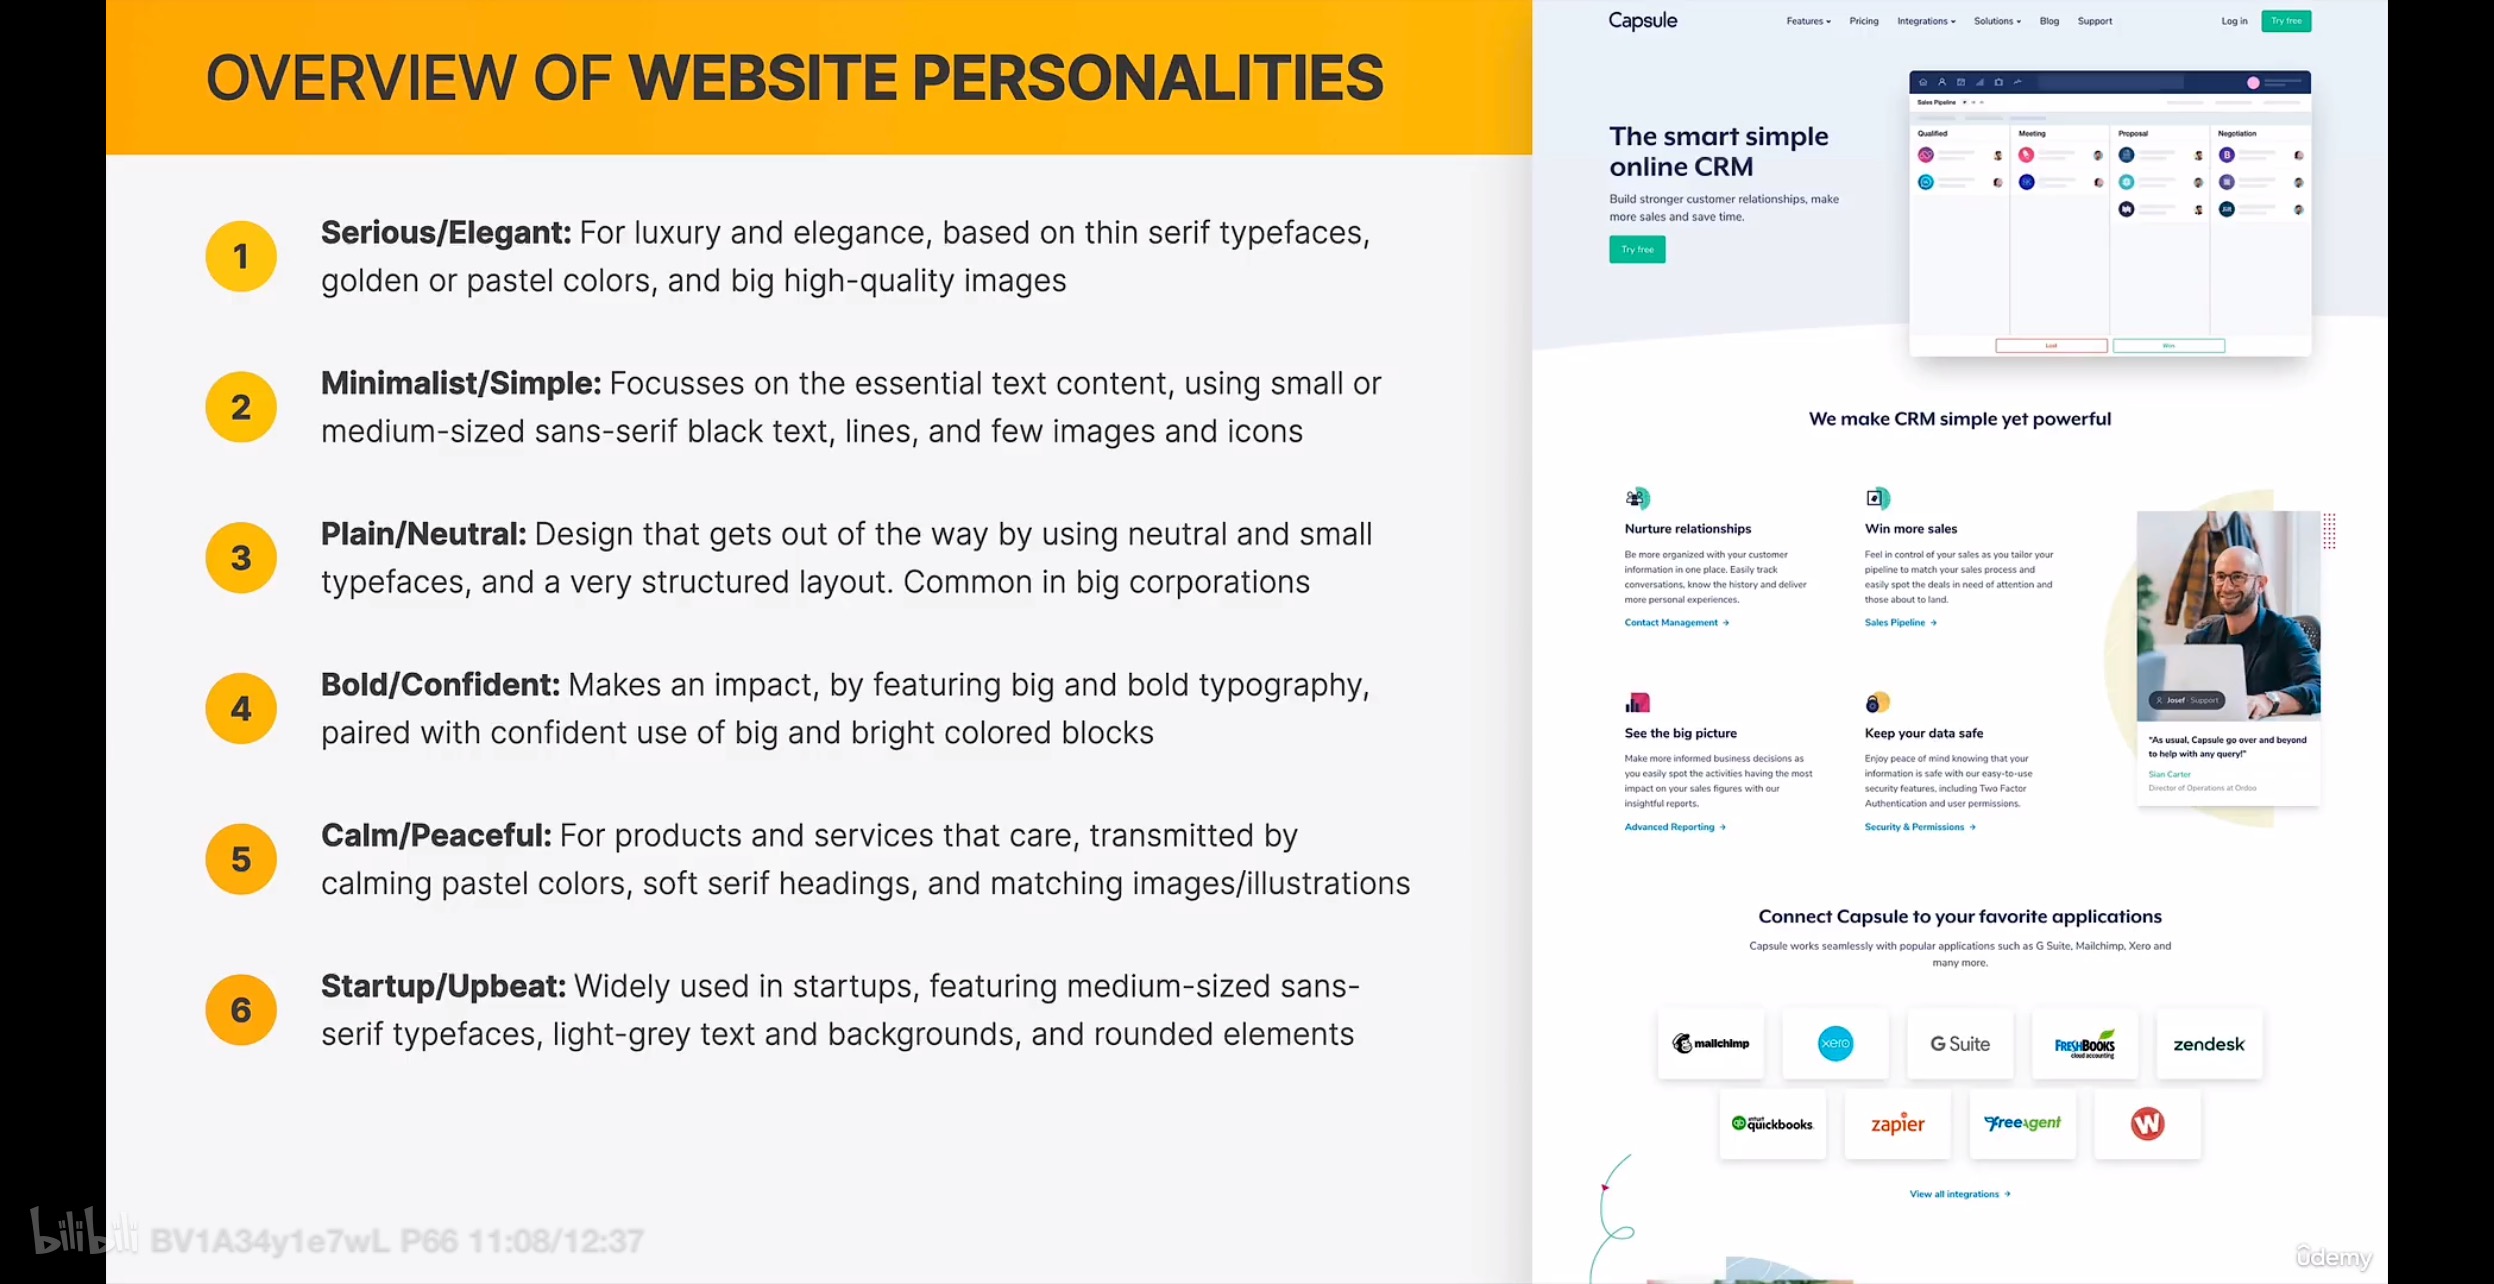 OVERVIEW OF WEBSITE PERSONALITIES
1
Serious/Elegant: For luxury and elegance, based on thin serif typefaces,
golden or pastel colors, and big high-quality images
2
Minimalist/Simple: Focusses on the essential text content, using small or
medium-sized sans-serif black text, lines, and few images and icons
3
Plain/Neutral: Design that gets out of the way by using neutral and small
typefaces, and a very structured layout. Common in big corporations
4
Bold/Confident: Makes an impact, by featuring big and bold typography,
paired with confident use of big and bright colored blocks
5
Calm/Peaceful: For products and services that care, transmitted by
calming pastel colors, soft serif headings, and matching images/illustrations
6
Startup/Upbeat: Widely used in startups, featuring medium-sized sans-
serif typefaces, light-grey text and backgrounds, and rounded elements
bilibili BV1A34y1e7wL P66 11:08/12:37
Capsule Features Pricing Integrations Solutions Blog Support Log in Try free
The smart simple
online CRM
Build stronger customer relationships, make
more sales and save time.
Try free
Sales Pipeline
Qualified Meeting Proposal Negotiation
Lost Won
We make CRM simple yet powerful
Nurture relationships
Be more organized with your customer
information in one place. Easily track
conversations, know the history and deliver
more personal experiences.
Contact Management →
Win more sales
Feel in control of your sales as you tailor your
pipeline to match your sales process and
easily spot the deals in need of attention and
those about to land.
Sales Pipeline →
See the big picture
Make more informed business decisions as
you easily spot the activities having the most
impact on your sales figures with our
insightful reports.
Advanced Reporting →
Keep your data safe
Enjoy peace of mind knowing that your
information is safe with our easy-to-use
security features, including Two Factor
Authentication and user permissions.
Security & Permissions →
Josef - Support
"As usual, Capsule go over and beyond
to help with any query!"
Sian Carter
Director of Operations at Ordoo
Connect Capsule to your favorite applications
Capsule works seamlessly with popular applications such as G Suite, Mailchimp, Xero and
many more.
mailchimp
xero
G Suite
FRESHBOOKS
cloud accounting
zendesk
intuit
quickbooks.
zapier
freeagent
W
View all integrations →
ûdemy